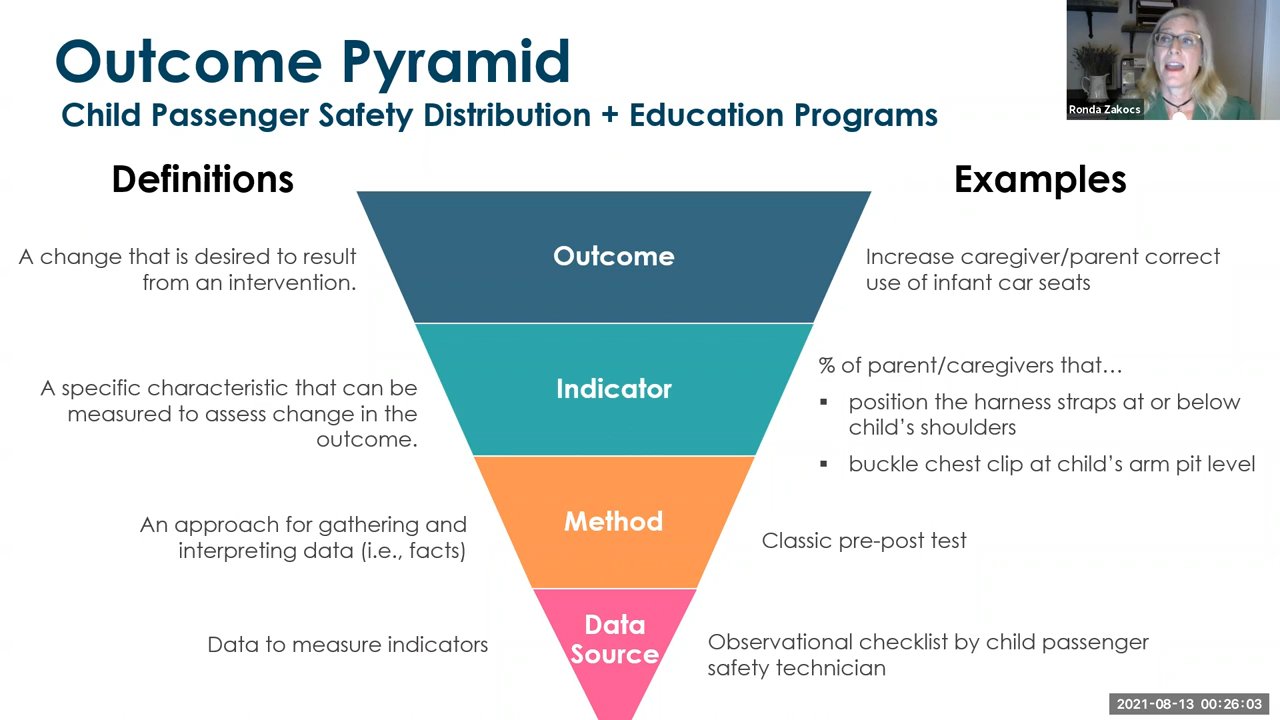 Outcome Pyramid
Child Passenger Safety Distribution + Education Programs
Ronda Zakocs
Definitions
Examples
A change that is desired to result
from an intervention.
Outcome
Increase caregiver/parent correct
use of infant car seats
A specific characteristic that can be
measured to assess change in the
outcome.
Indicator
% of parent/caregivers that...
▪ position the harness straps at or below
child's shoulders
▪ buckle chest clip at child's arm pit level
An approach for gathering and
interpreting data (i.e., facts)
Method
Classic pre-post test
Data to measure indicators
Data
Source
Observational checklist by child passenger
safety technician
2021-08-13 00:26:03